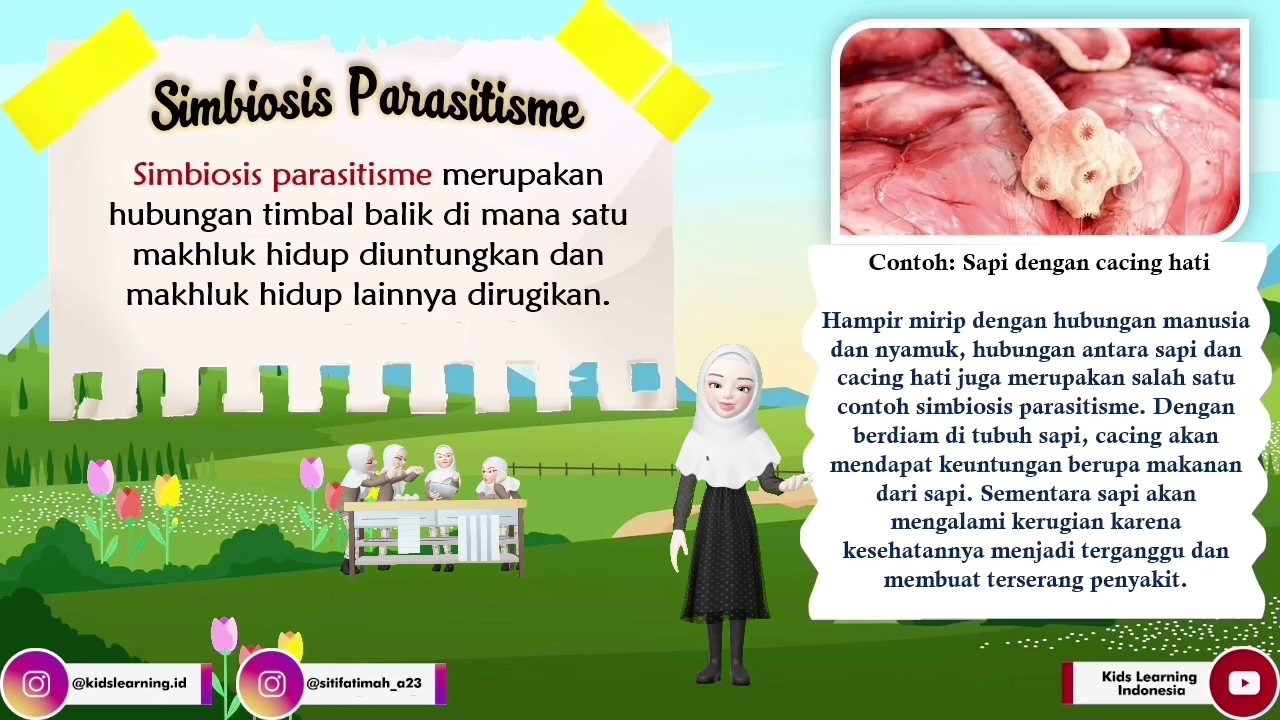 Simbiosis Parasitisme
Simbiosis parasitisme merupakan
hubungan timbal balik di mana satu
makhluk hidup diuntungkan dan
makhluk hidup lainnya dirugikan.
Contoh: Sapi dengan cacing hati
Hampir mirip dengan hubungan manusia
dan nyamuk, hubungan antara sapi dan
cacing hati juga merupakan salah satu
contoh simbiosis parasitisme. Dengan
berdiam di tubuh sapi, cacing akan
mendapat keuntungan berupa makanan
dari sapi. Sementara sapi akan
mengalami kerugian karena
kesehatannya menjadi terganggu dan
membuat terserang penyakit.
@kidslearning.id
@sitifatimah_a23
Kids Learning
Indonesia